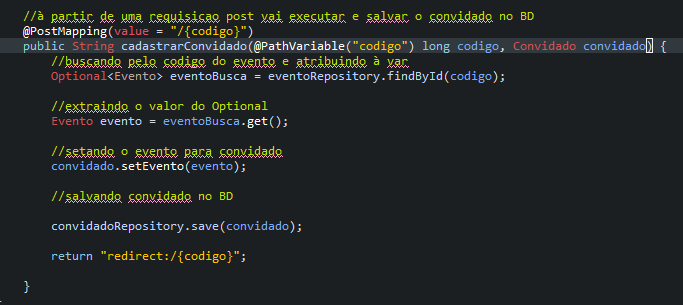 //à partir de uma requisicao post vai executar e salvar o convidado no BD
@PostMapping(value = "/{codigo}")
public String cadastrarConvidado(@PathVariable("codigo") long codigo, Convidado convidado) {
//buscando pelo codigo do evento e atribuindo à var
Optional<Evento> eventoBusca = eventoRepository.findById(codigo);
//extraindo o valor do Optional
Evento evento = eventoBusca.get();
//setando o evento para convidado
convidado.setEvento(evento);
//salvando convidado no BD
convidadoRepository.save(convidado);
return "redirect:/{codigo}";
}